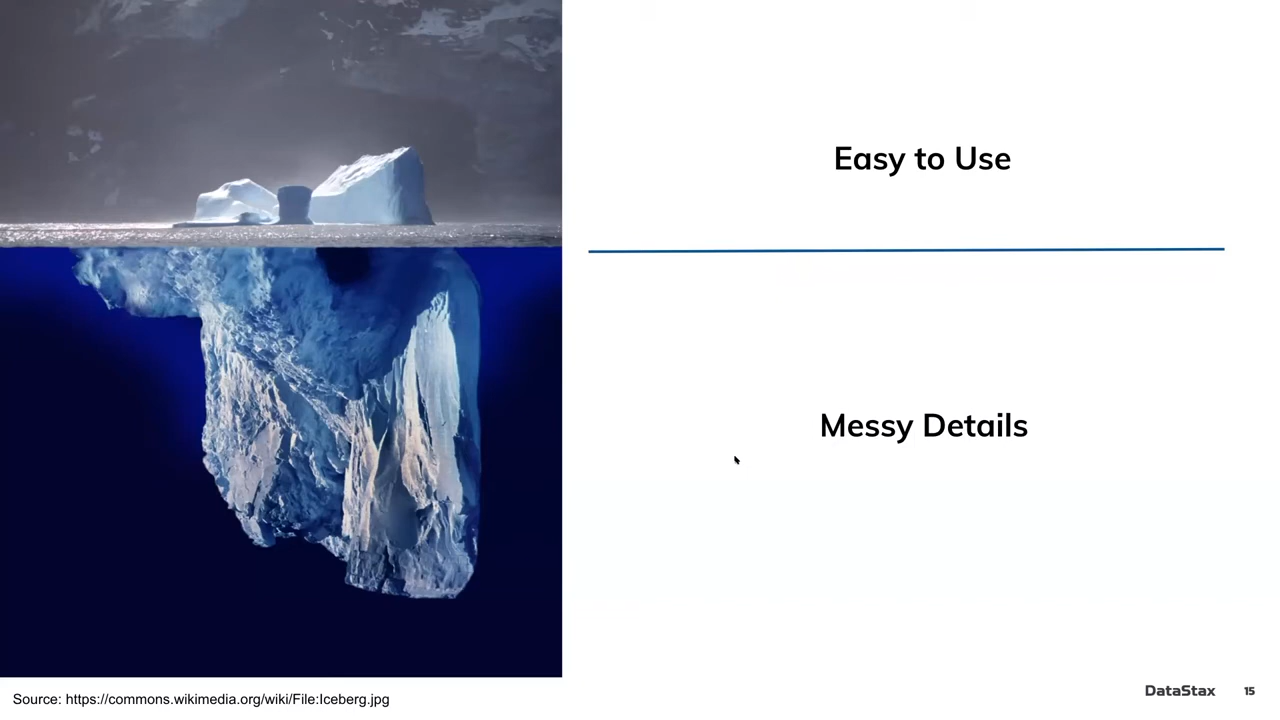 Easy to Use
Messy Details
Source: https://commons.wikimedia.org/wiki/File:Iceberg.jpg
DataStax
15